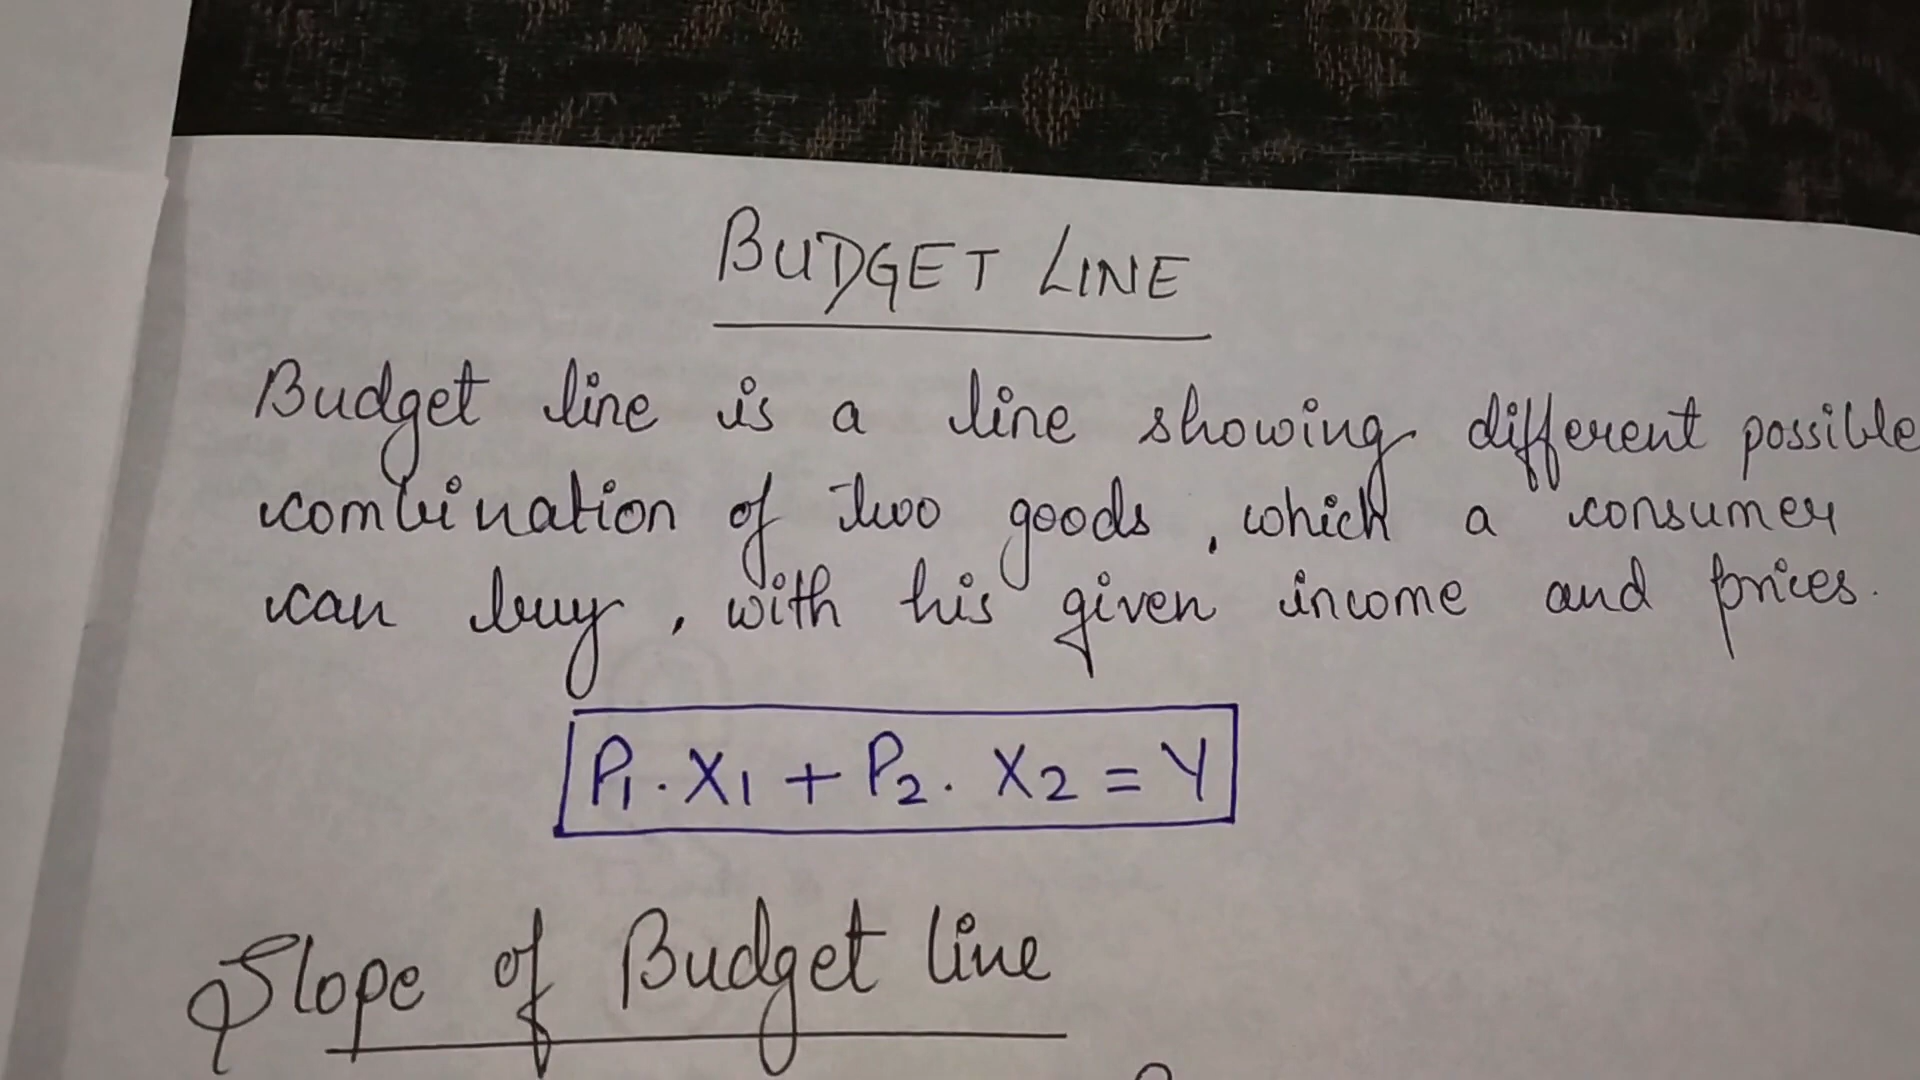 BUDGET LINE
Budget line is a line showing different possible
combination of two goods, which a consumer
can buy, with his given income and prices.
P1. X1 + P2. X2 = Y
Slope of Budget line